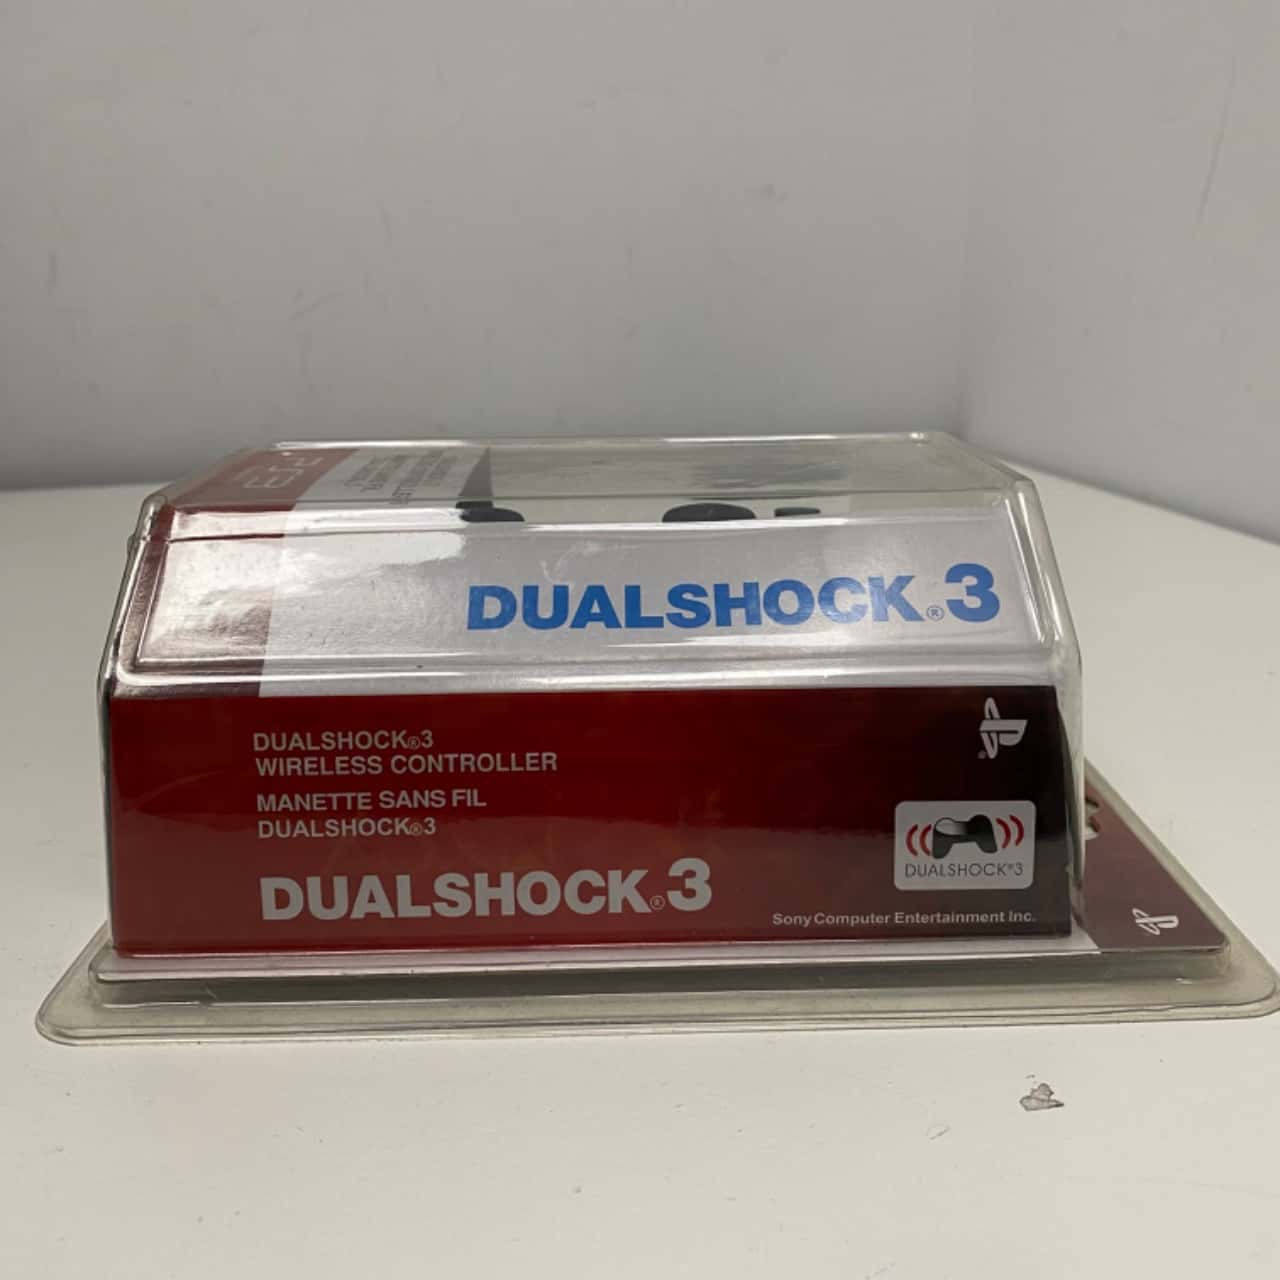 PS3
DUALSHOCK®3
DUALSHOCK®3
WIRELESS CONTROLLER
MANETTE SANS FIL
DUALSHOCK®3
DUALSHOCK®3
DUALSHOCK®3
Sony Computer Entertainment Inc.